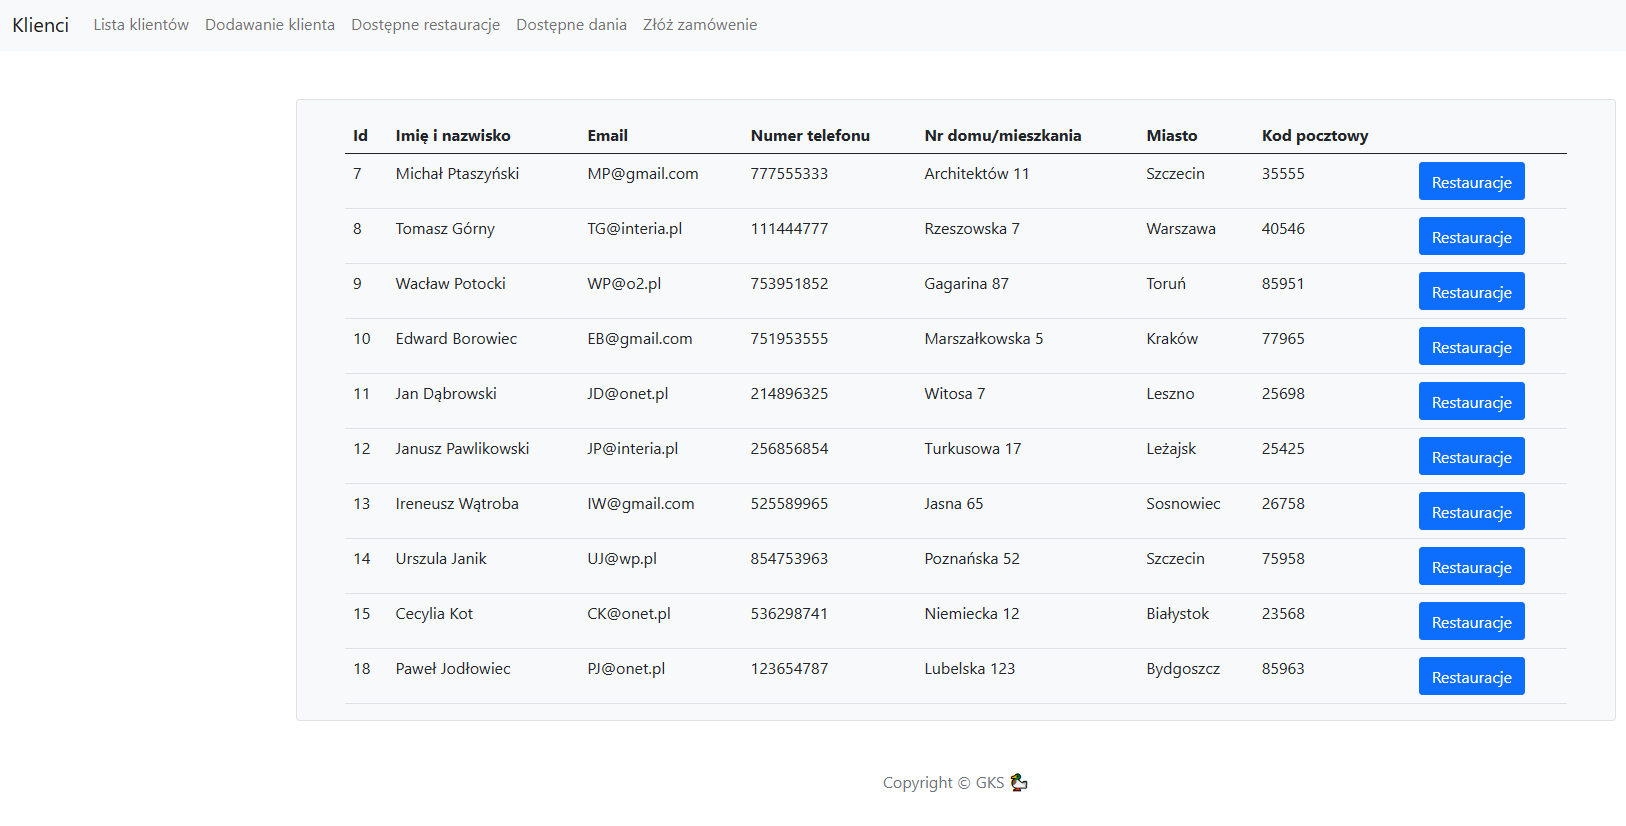 Klienci Lista klientów Dodawanie klienta Dostępne restauracje Dostępne dania Złóż zamówienie
Id Imię i nazwisko Email Numer telefonu Nr domu/mieszkania Miasto Kod pocztowy
7 Michał Ptaszyński MP@gmail.com 777555333 Architektów 11 Szczecin 35555 Restauracje
8 Tomasz Górny TG@interia.pl 111444777 Rzeszowska 7 Warszawa 40546 Restauracje
9 Wacław Potocki WP@o2.pl 753951852 Gagarina 87 Toruń 85951 Restauracje
10 Edward Borowiec EB@gmail.com 751953555 Marszałkowska 5 Kraków 77965 Restauracje
11 Jan Dąbrowski JD@onet.pl 214896325 Witosa 7 Leszno 25698 Restauracje
12 Janusz Pawlikowski JP@interia.pl 256856854 Turkusowa 17 Leżajsk 25425 Restauracje
13 Ireneusz Wątroba IW@gmail.com 525589965 Jasna 65 Sosnowiec 26758 Restauracje
14 Urszula Janik UJ@wp.pl 854753963 Poznańska 52 Szczecin 75958 Restauracje
15 Cecylia Kot CK@onet.pl 536298741 Niemiecka 12 Białystok 23568 Restauracje
18 Paweł Jodłowiec PJ@onet.pl 123654787 Lubelska 123 Bydgoszcz 85963 Restauracje
Copyright © GKS